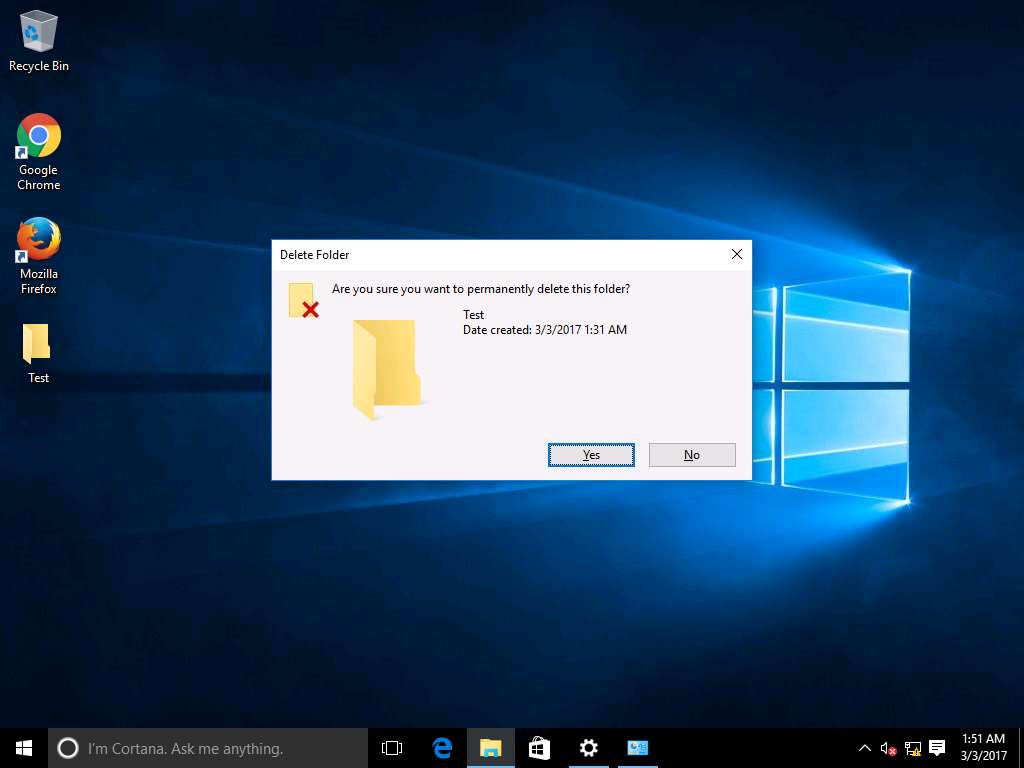 Recycle Bin
Google
Chrome
Mozilla
Firefox
Test
Delete Folder
Are you sure you want to permanently delete this folder?
Test
Date created: 3/3/2017 1:31 AM
Yes
No
I'm Cortana. Ask me anything.
1:51 AM
3/3/2017